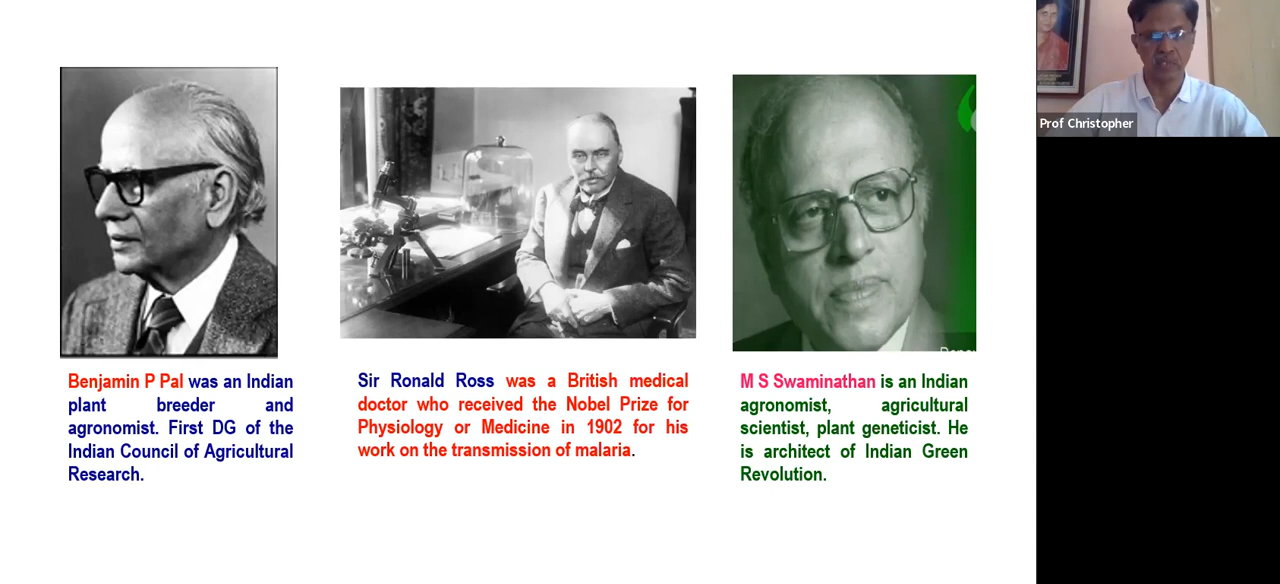 Prof Christopher
Benjamin P Pal was an Indian
plant breeder and
agronomist. First DG of the
Indian Council of Agricultural
Research.
Sir Ronald Ross was a British medical
doctor who received the Nobel Prize for
Physiology or Medicine in 1902 for his
work on the transmission of malaria.
M S Swaminathan is an Indian
agronomist, agricultural
scientist, plant geneticist. He
is architect of Indian Green
Revolution.